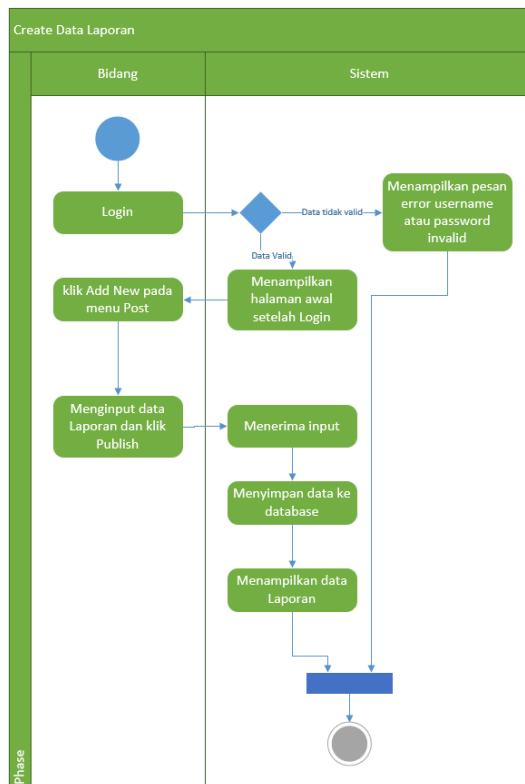 Create Data Laporan
Bidang
Sistem
Login
Data tidak valid
Menampilkan pesan
error username
atau password
invalid
Data Valid
klik Add New pada
menu Post
Menampilkan
halaman awal
setelah Login
Menginput data
Laporan dan klik
Publish
Menerima input
Menyimpan data ke
database
Menampilkan data
Laporan
Phase